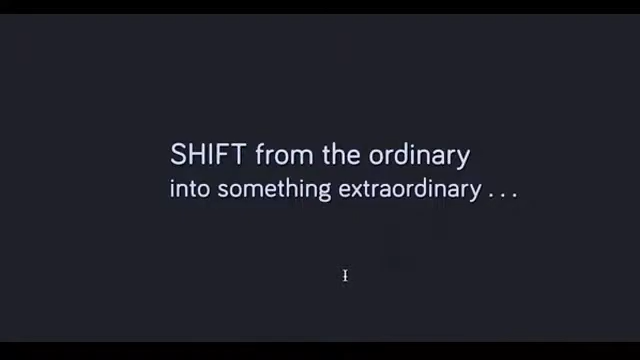 SHIFT from the ordinary
into something extraordinary . . .